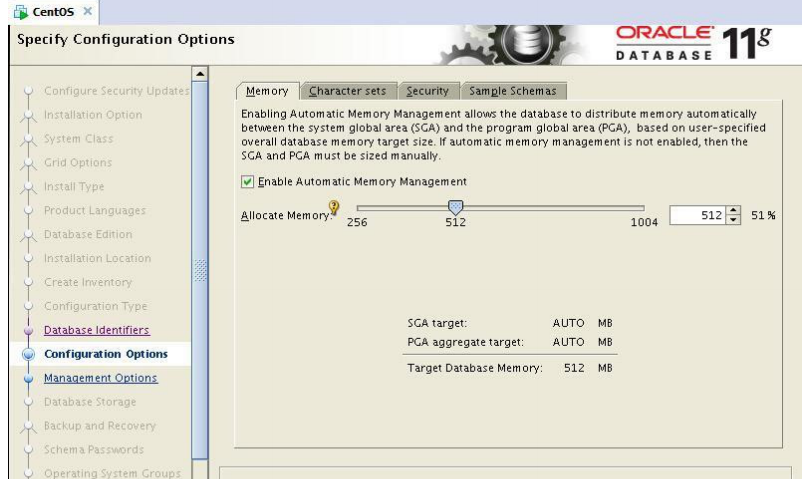 CentOS
Specify Configuration Options
ORACLE
DATABASE 11g
Configure Security Updates
Installation Option
System Class
Grid Options
Install Type
Product Languages
Database Edition
Installation Location
Create Inventory
Configuration Type
Database Identifiers
Configuration Options
Management Options
Database Storage
Backup and Recovery
Schema Passwords
Operating System Groups
Memory Character sets Security Sample Schemas
Enabling Automatic Memory Management allows the database to distribute memory automatically
between the system global area (SGA) and the program global area (PGA), based on user-specified
overall database memory target size. If automatic memory management is not enabled, then the
SGA and PGA must be sized manually.
Enable Automatic Memory Management
Allocate Memory: 512 51%
256 512 1004
SGA target: AUTO MB
PGA aggregate target: AUTO MB
Target Database Memory: 512 MB